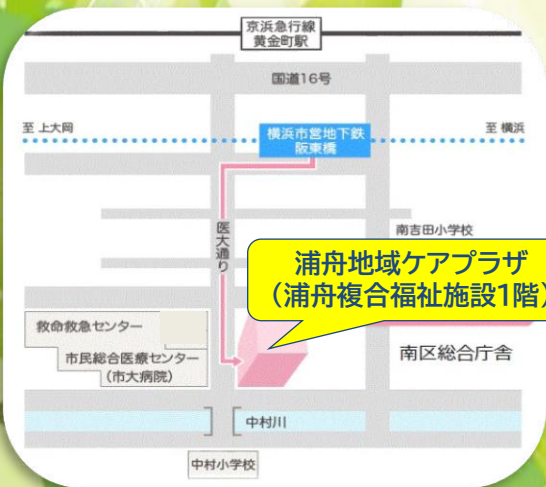 京浜急行線
黄金町駅
国道16号
至 上大岡
横浜市営地下鉄
阪東橋
至 横浜
医大通り
南吉田小学校
浦舟地域ケアプラザ
(浦舟複合福祉施設1階)
救命救急センター
市民総合医療センター
(市大病院)
南区総合庁舎
中村川
中村小学校